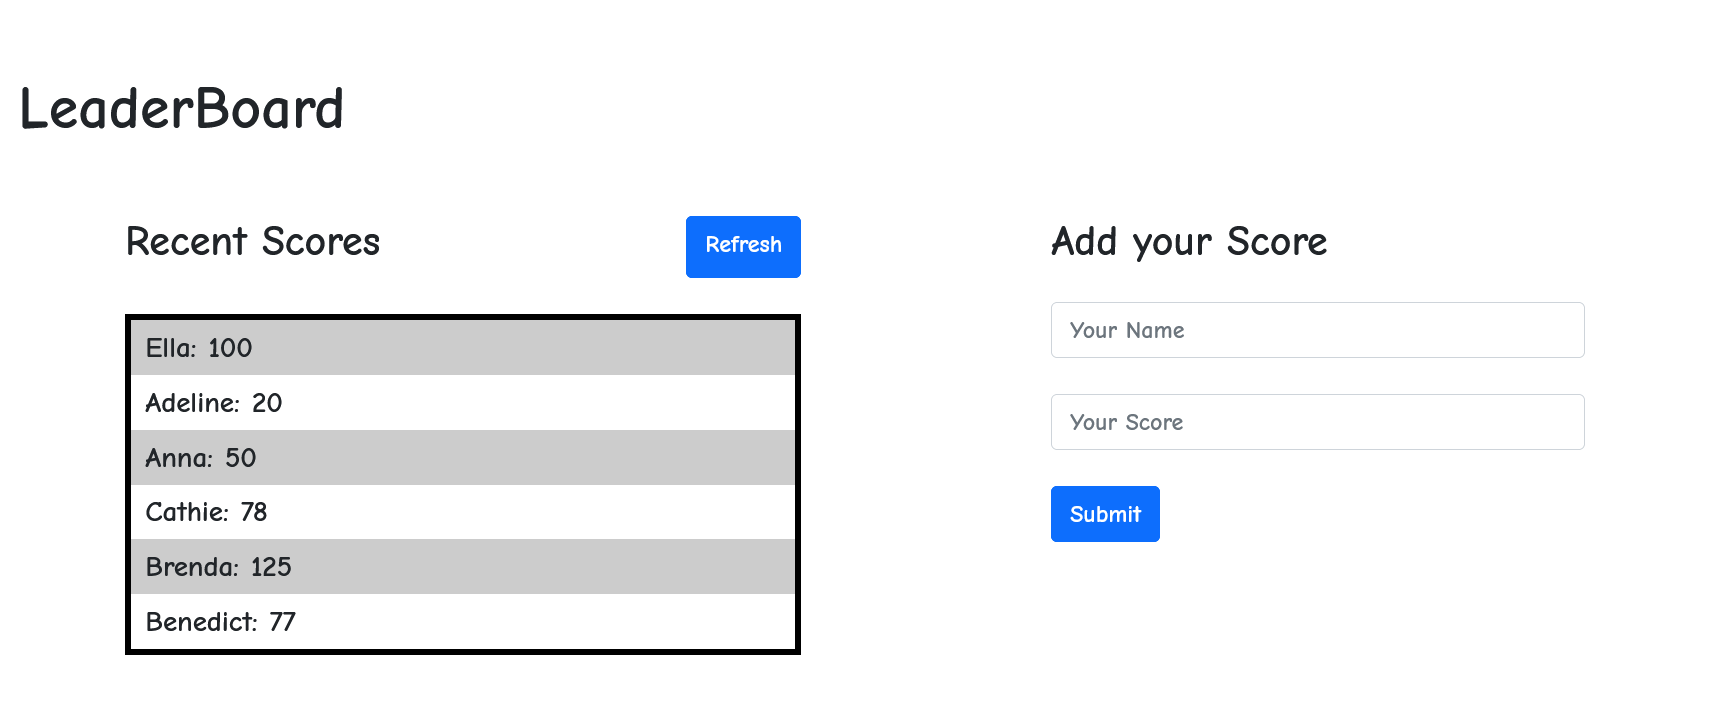 LeaderBoard
Recent Scores
Refresh
Ella: 100
Adeline: 20
Anna: 50
Cathie: 78
Brenda: 125
Benedict: 77
Add your Score
Your Name
Your Score
Submit